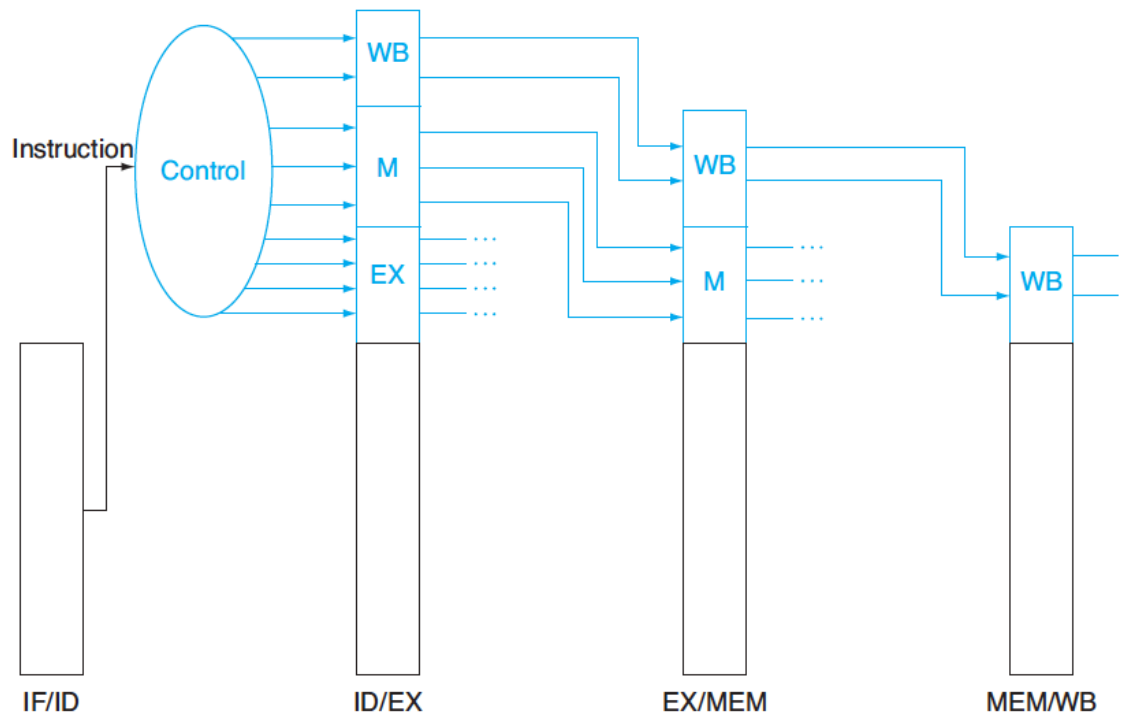 Instruction
Control
WB
M
EX
...
...
...
...
WB
M
...
...
...
WB
IF/ID
ID/EX
EX/MEM
MEM/WB